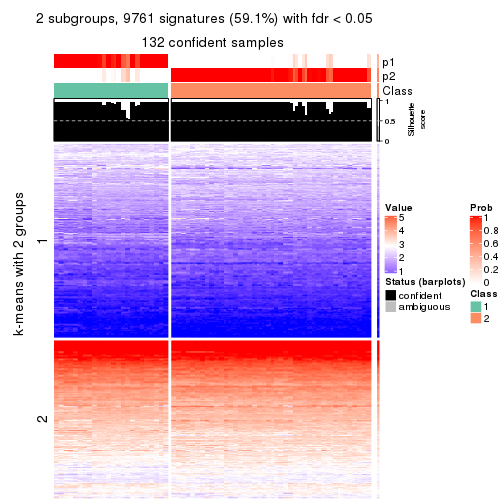 2 subgroups, 9761 signatures (59.1%) with fdr < 0.05
132 confident samples
p1
p2
Class
1
0.5
0
Silhouette
score
k-means with 2 groups
1
2
Value
5
4
3
2
1
Status (barplots)
confident
ambiguous
Prob
1
0.8
0.6
0.4
0.2
0
Class
1
2